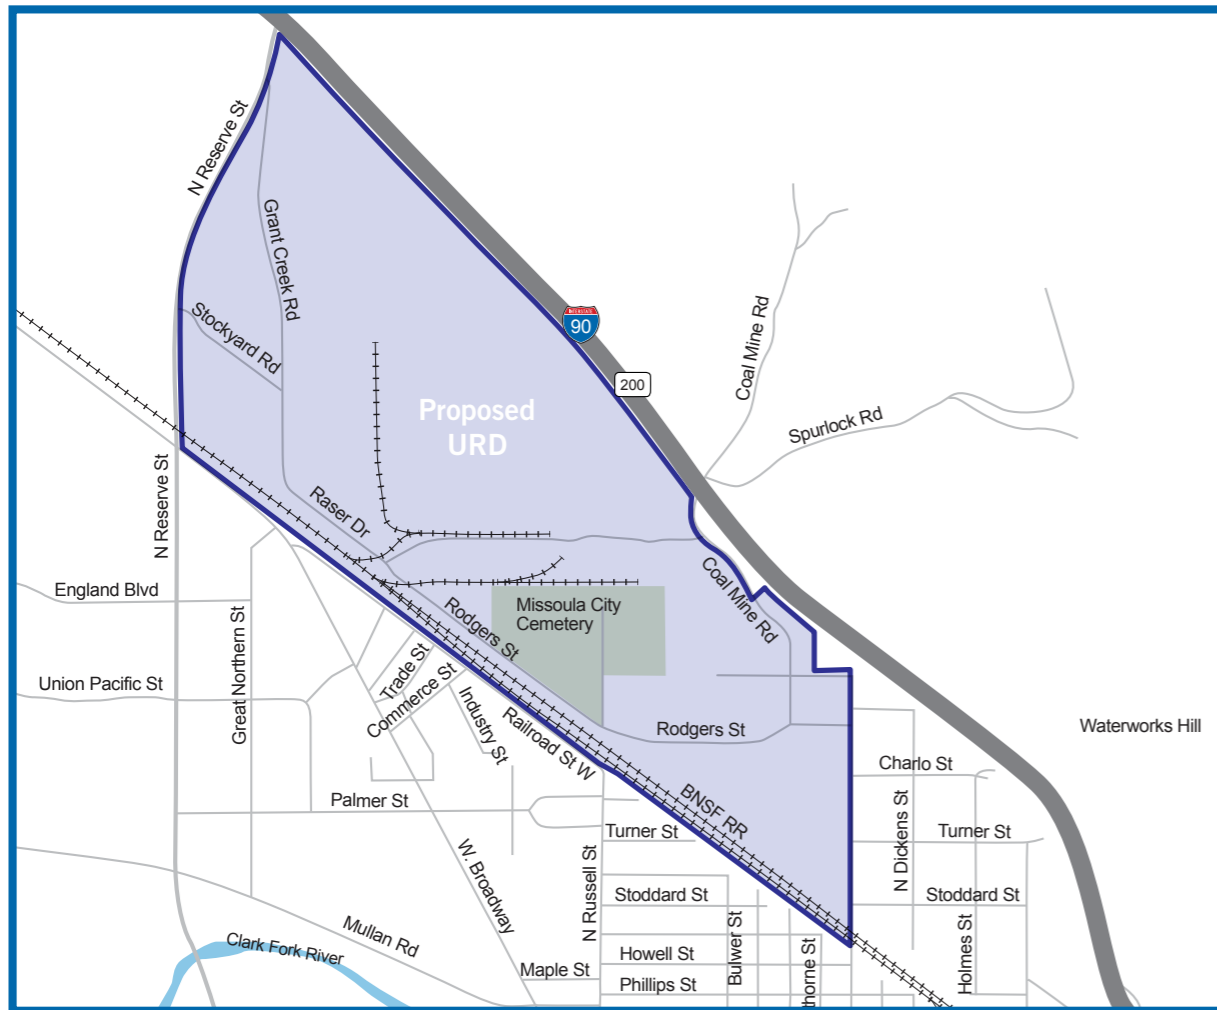 N Reserve St
Grant Creek Rd
Stockyard Rd
INTERSTATE
90
200
Coal Mine Rd
Spurlock Rd
Proposed
URD
N Reserve St
Raser Dr
Coal Mine Rd
England Blvd
Missoula City
Cemetery
Rodgers St
Great Northern St
Trade St
Union Pacific St
Commerce St
Industry St
Railroad St W
Rodgers St
Waterworks Hill
Charlo St
BNSF RR
Palmer St
Turner St
N Dickens St
Turner St
W. Broadway
N Russell St
Stoddard St
Stoddard St
Mullan Rd
Clark Fork River
Howell St
Bulwer St
thorne St
Holmes St
Maple St
Phillips St